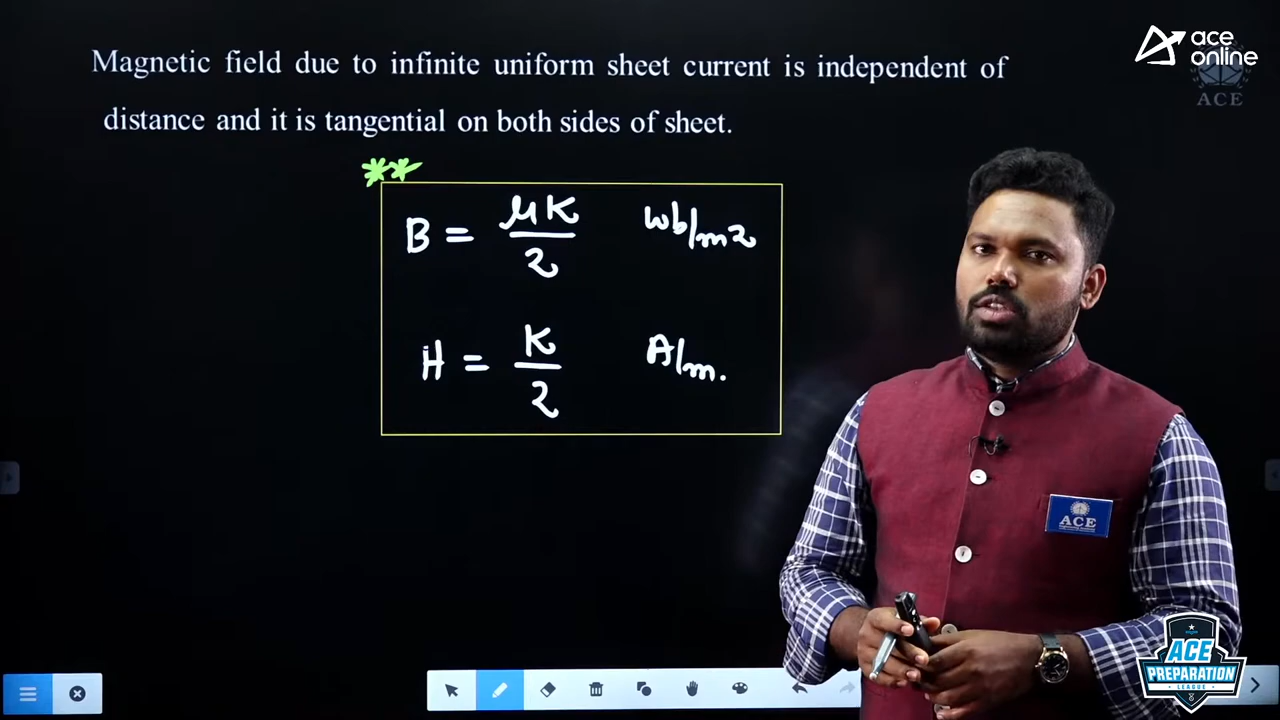 Magnetic field due to infinite uniform sheet current is independent of
distance and it is tangential on both sides of sheet.
**
B = μK/2 Wb/m2
H = K/2 A/m.
ace
online
ACE
ACE
ACE
PREPARATION
LEAGUE